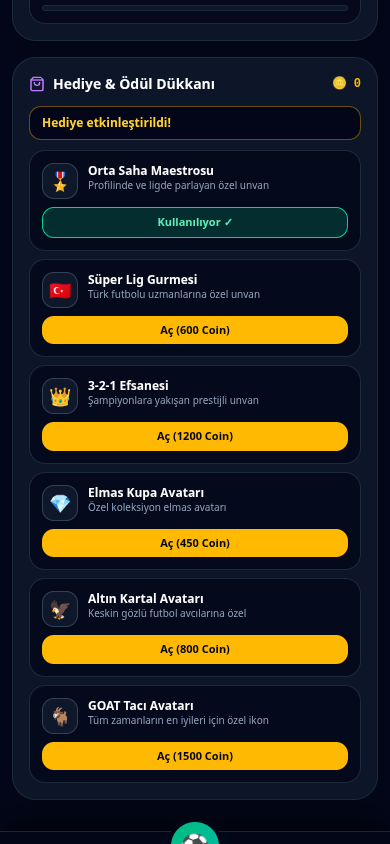 Hediye & Ödül Dükkanı
0
Hediye etkinleştirildi!
Orta Saha Maestrosu
Profilinde ve ligde parlayan özel unvan
Kullanılıyor ✓
Süper Lig Gurmesi
Türk futbolu uzmanlarına özel unvan
Aç (600 Coin)
3-2-1 Efsanesi
Şampiyonlara yakışan prestijli unvan
Aç (1200 Coin)
Elmas Kupa Avatarı
Özel koleksiyon elmas avatarı
Aç (450 Coin)
Altın Kartal Avatarı
Keskin gözlü futbol avcılarına özel
Aç (800 Coin)
GOAT Tacı Avatarı
Tüm zamanların en iyileri için özel ikon
Aç (1500 Coin)